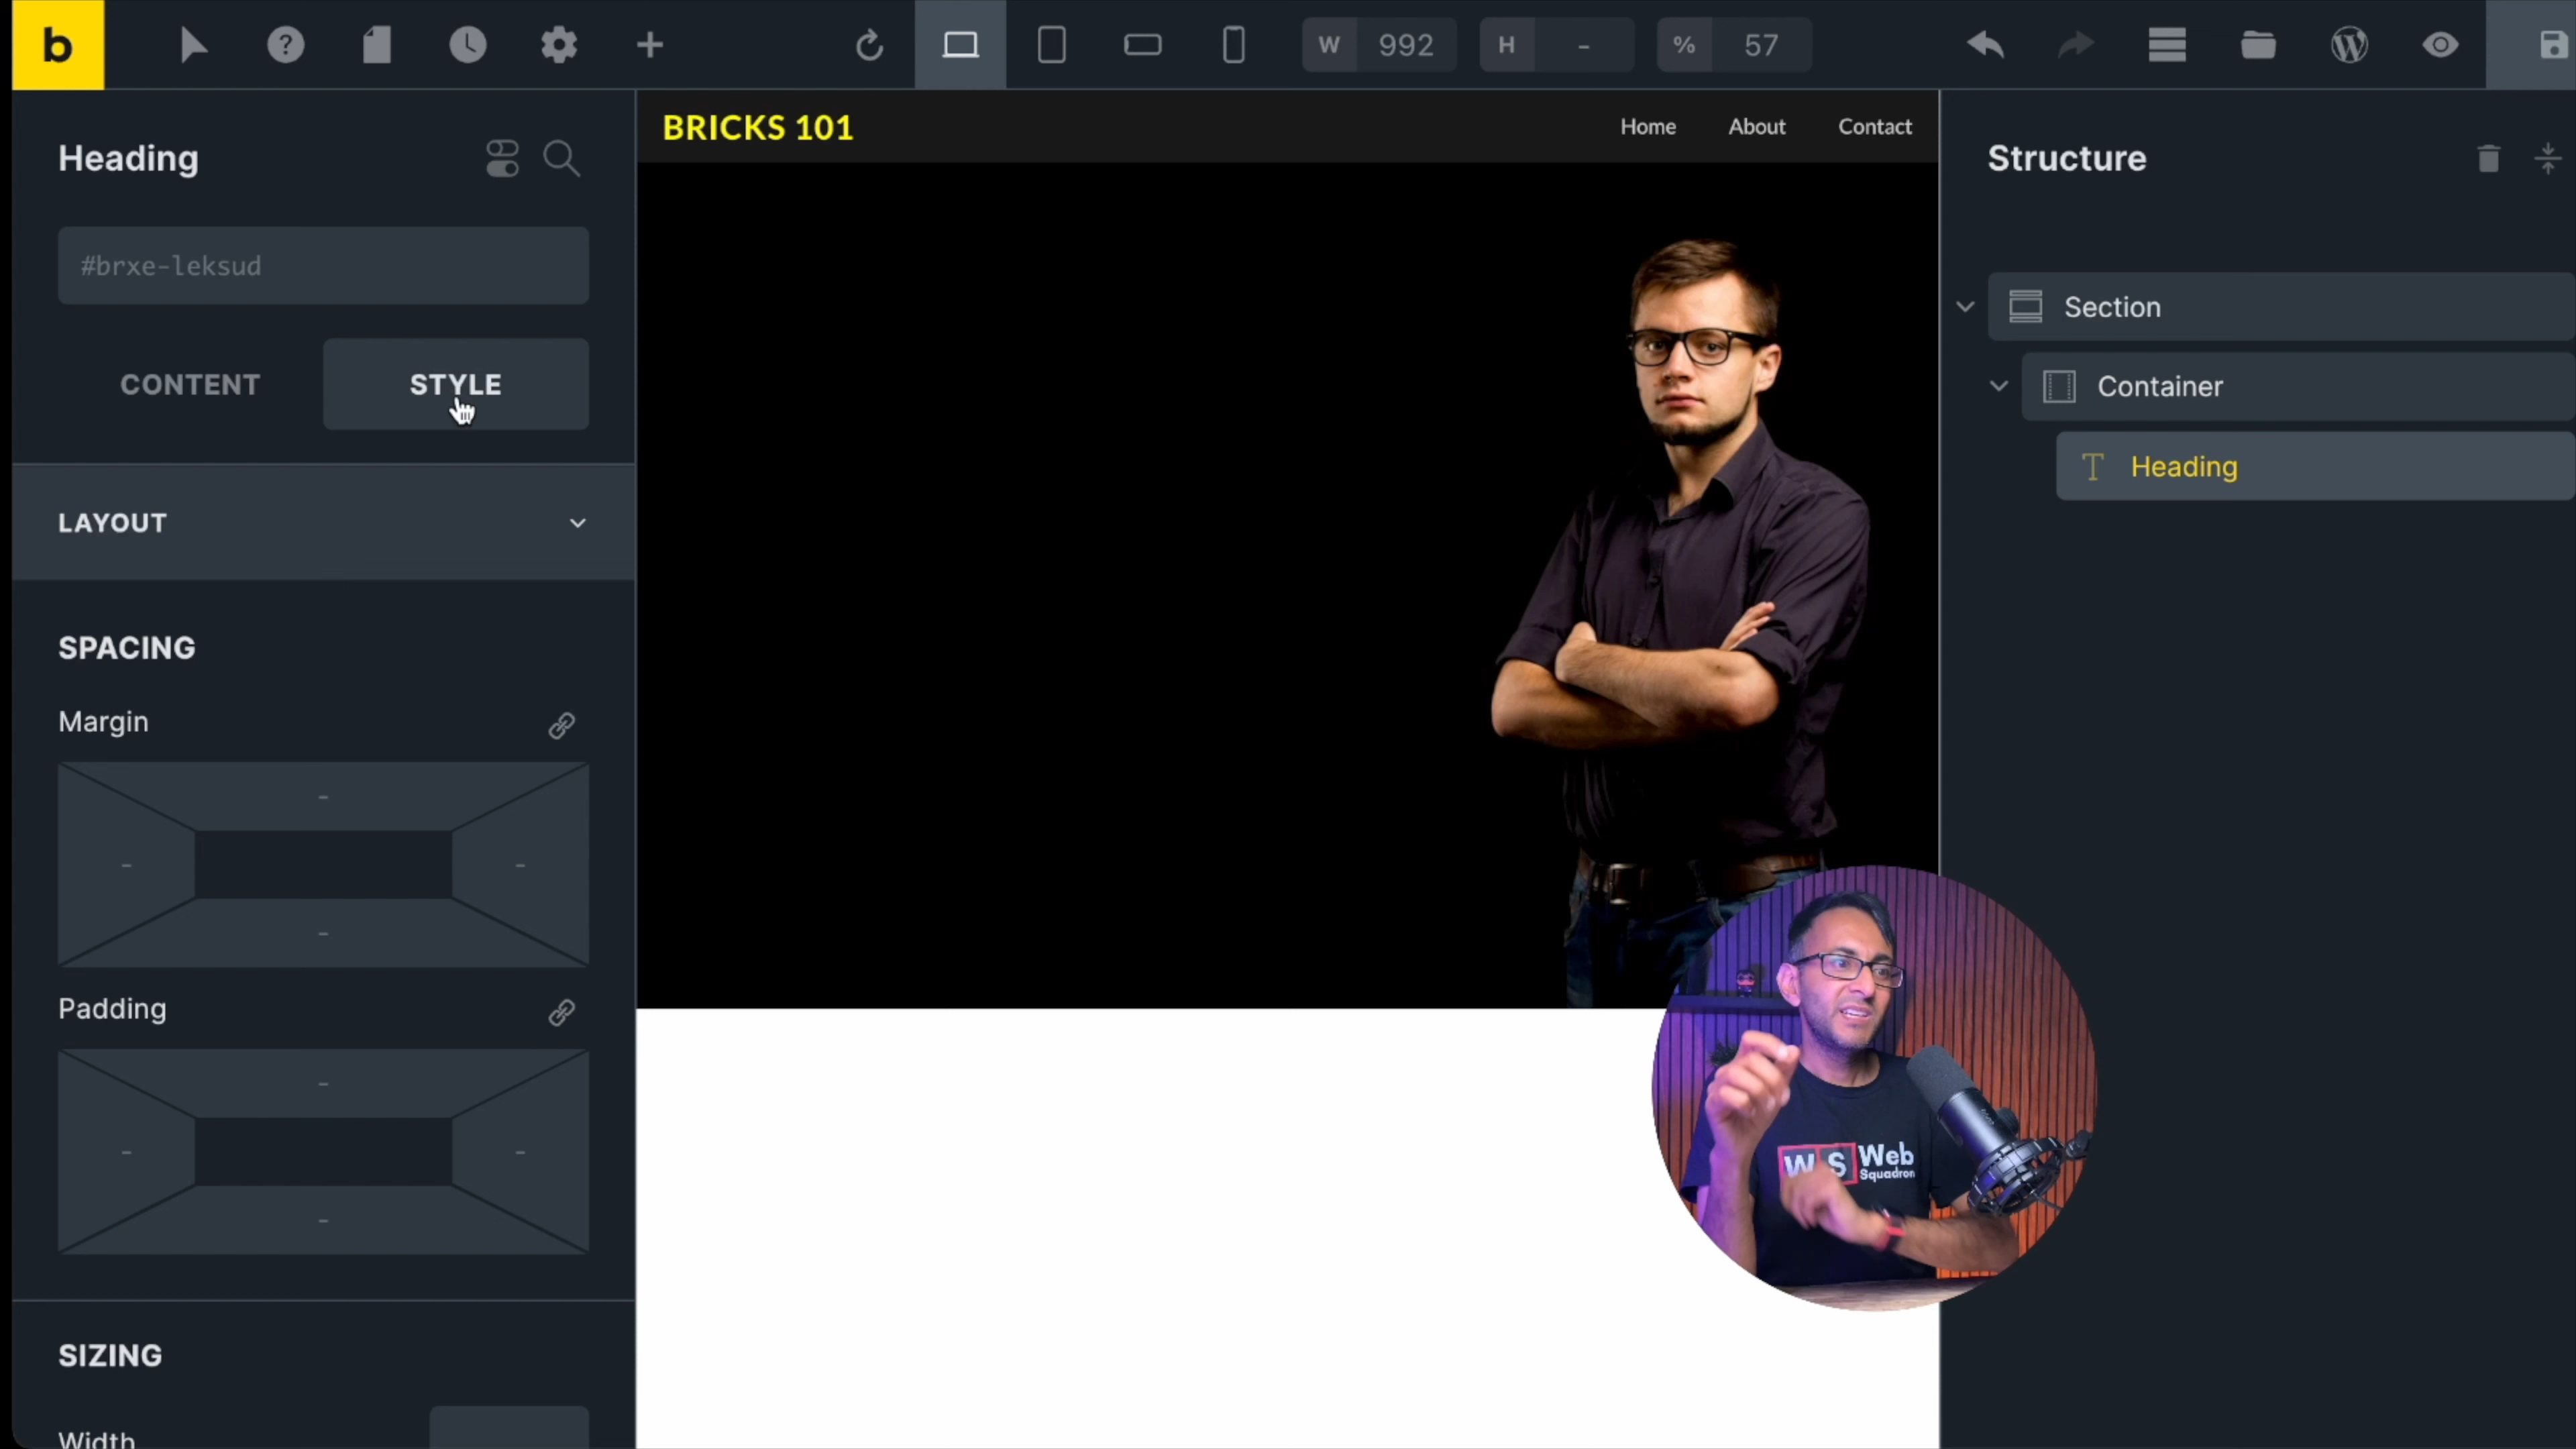 b
?
W 992
H -
% 57
Heading
#brxe-leksud
CONTENT
STYLE
LAYOUT
SPACING
Margin
-
- -
-
Padding
-
- -
-
SIZING
Width
BRICKS 101
Home
About
Contact
Structure
Section
Container
T Heading
WS Web
Squadron